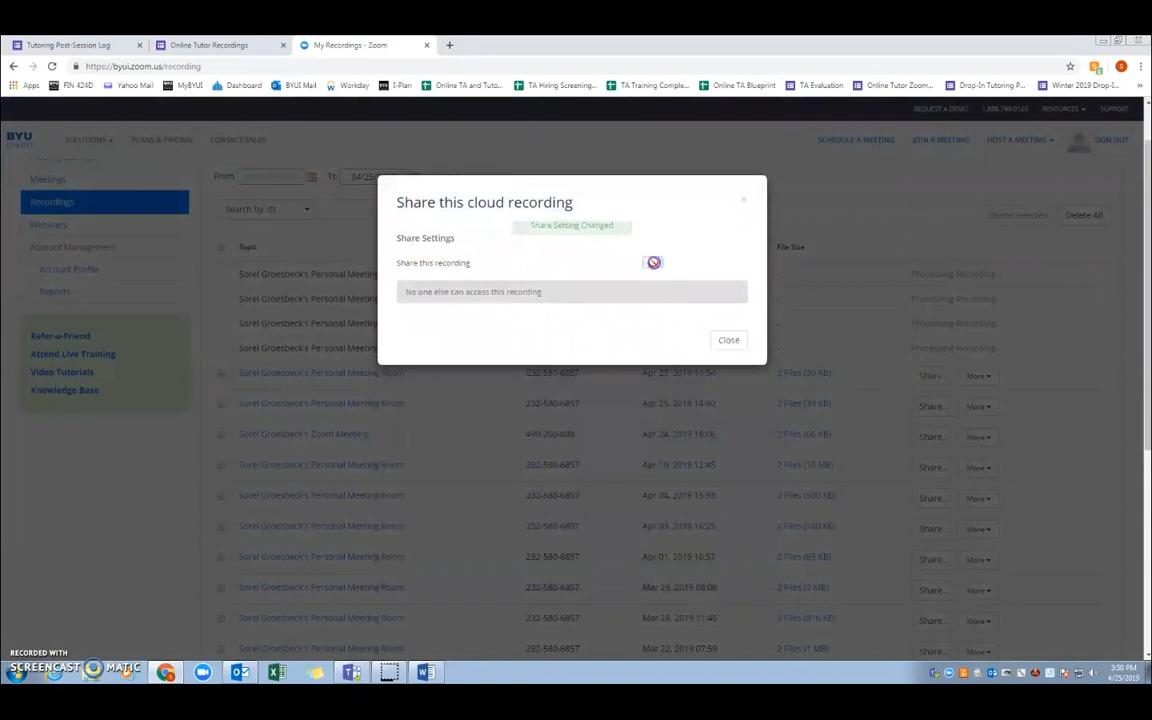 Tutoring Post-Session Log
Online Tutor Recordings
My Recordings - Zoom
https://byui.zoom.us/recording
Apps FIN 424D MyBYUI Yahoo Mail MyBYUI Dashboard BYUI Mail Workday I-Plan Online TA and Tuto... TA Hiring Screening... TA Training Comple... Online TA Blueprint TA Evaluation Online Tutor Zoom... Drop-In Tutoring P... Winter 2019 Drop-I...
REQUEST A DEMO 1.888.799.0125 RESOURCES SUPPORT
BYU
IDAHO
SOLUTIONS PLANS & PRICING CONTACT SALES SCHEDULE A MEETING JOIN A MEETING HOST A MEETING SIGN OUT
Meetings
Recordings
Webinars
Account Management
Account Profile
Reports
Refer-a-Friend
Attend Live Training
Video Tutorials
Knowledge Base
From To 04/25/
Search by ID Delete Selected Delete All
Topic File Size
Share this cloud recording ×
Share Setting Changed
Share Settings
Share this recording
No one else can access this recording
Close
Sorel Groesbeck's Personal Meeting - Processing Recording...
Sorel Groesbeck's Personal Meeting - Processing Recording...
Sorel Groesbeck's Personal Meeting - Processing Recording...
Sorel Groesbeck's Personal Meeting - Processing Recording...
Sorel Groesbeck's Personal Meeting Room 232-580-6857 Apr 25, 2019 14:54 2 Files (30 KB) Share... More
Sorel Groesbeck's Personal Meeting Room 232-580-6857 Apr 25, 2019 14:50 2 Files (39 KB) Share... More
Sorel Groesbeck's Zoom Meeting 490-200-888 Apr 24, 2019 19:06 2 Files (66 KB) Share... More
Sorel Groesbeck's Personal Meeting Room 232-580-6857 Apr 10, 2019 12:45 2 Files (10 MB) Share... More
Sorel Groesbeck's Personal Meeting Room 232-580-6857 Apr 04, 2019 15:33 2 Files (500 KB) Share... More
Sorel Groesbeck's Personal Meeting Room 232-580-6857 Apr 03, 2019 16:25 2 Files (160 KB) Share... More
Sorel Groesbeck's Personal Meeting Room 232-580-6857 Apr 01, 2019 10:57 2 Files (65 KB) Share... More
Sorel Groesbeck's Personal Meeting Room 232-580-6857 Mar 29, 2019 08:00 2 Files (2 MB) Share... More
Sorel Groesbeck's Personal Meeting Room 232-580-6857 Mar 28, 2019 11:45 2 Files (816 KB) Share... More
Sorel Groesbeck's Personal Meeting Room 232-580-6857 Mar 22, 2019 07:59 2 Files (1 MB) Share... More
RECORDED WITH
SCREENCAST MATIC
3:50 PM
4/25/2019